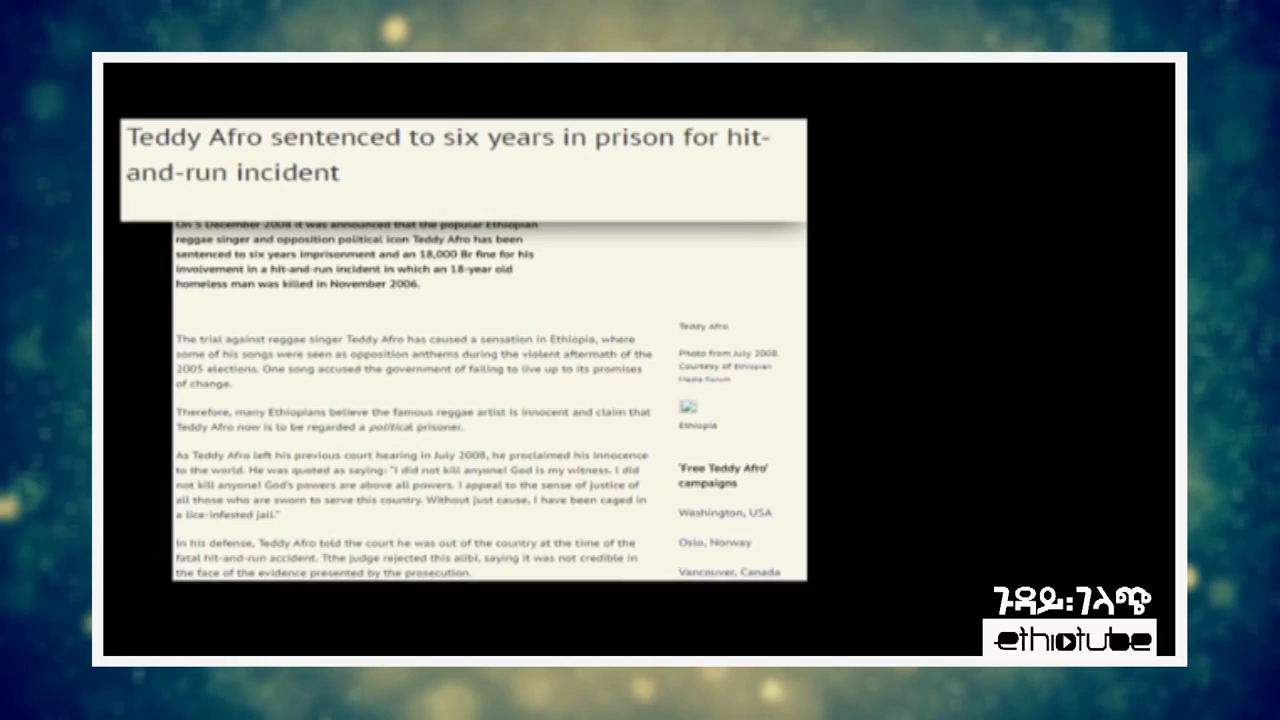 Teddy Afro sentenced to six years in prison for hit-
and-run incident
On 5 December 2008 it was announced that the popular Ethiopian
reggae singer and opposition political icon Teddy Afro has been
sentenced to six years imprisonment and an 18,000 Br fine for his
involvement in a hit-and-run incident in which an 18-year old
homeless man was killed in November 2006.
The trial against reggae singer Teddy Afro has caused a sensation in Ethiopia, where
some of his songs were seen as opposition anthems during the violent aftermath of the
2005 elections. One song accused the government of failing to live up to its promises
of change.
Therefore, many Ethiopians believe the famous reggae artist is innocent and claim that
Teddy Afro now is to be regarded a political prisoner.
As Teddy Afro left his previous court hearing in July 2008, he proclaimed his innocence
to the world. He was quoted as saying: "I did not kill anyone! God is my witness. I did
not kill anyone! God's powers are above all powers. I appeal to the sense of justice of
all those who are sworn to serve this country. Without just cause, I have been caged in
a lice-infested jail."
In his defense, Teddy Afro told the court he was out of the country at the time of the
fatal hit-and-run accident. Tthe judge rejected this alibi, saying it was not credible in
the face of the evidence presented by the prosecution.
Teddy Afro
Photo from July 2008.
Courtesy of Ethiopian
Media Forum
Ethiopia
'Free Teddy Afro'
campaigns
Washington, USA
Oslo, Norway
Vancouver, Canada
ጉዳይ፡ገላጭ
ethiotube